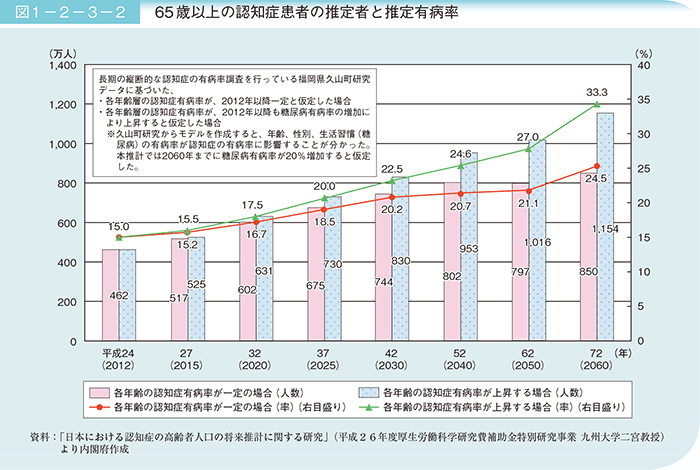 図1－2－3－2 65歳以上の認知症患者の推定者と推定有病率
(万人) (%)
長期の縦断的な認知症の有病率調査を行っている福岡県久山町研究
データに基づいた、
・各年齢層の認知症有病率が、2012年以降一定と仮定した場合
・各年齢層の認知症有病率が、2012年以降も糖尿病有病率の増加に
より上昇すると仮定した場合
※久山町研究からモデルを作成すると、年齢、性別、生活習慣（糖
尿病）の有病率が認知症の有病率に影響することが分かった。
本推計では2060年までに糖尿病有病率が20％増加すると仮定
した。
1,400
1,200
1,000
800
600
400
200
0
40
35
30
25
20
15
10
5
0
15.0 15.5 17.5 20.0 22.5 24.6 27.0 33.3
15.2 16.7 18.5 20.2 20.7 21.1 24.5
462 517 602 675 744 802 797 850
525 631 730 830 953 1,016 1,154
平成24 27 32 37 42 52 62 72 (年)
(2012) (2015) (2020) (2025) (2030) (2040) (2050) (2060)
各年齢の認知症有病率が一定の場合（人数） 各年齢の認知症有病率が上昇する場合（人数）
各年齢の認知症有病率が一定の場合（率）（右目盛り） 各年齢の認知症有病率が上昇する場合（率）（右目盛り）
資料：「日本における認知症の高齢者人口の将来推計に関する研究」（平成２６年度厚生労働科学研究費補助金特別研究事業 九州大学二宮教授）
より内閣府作成